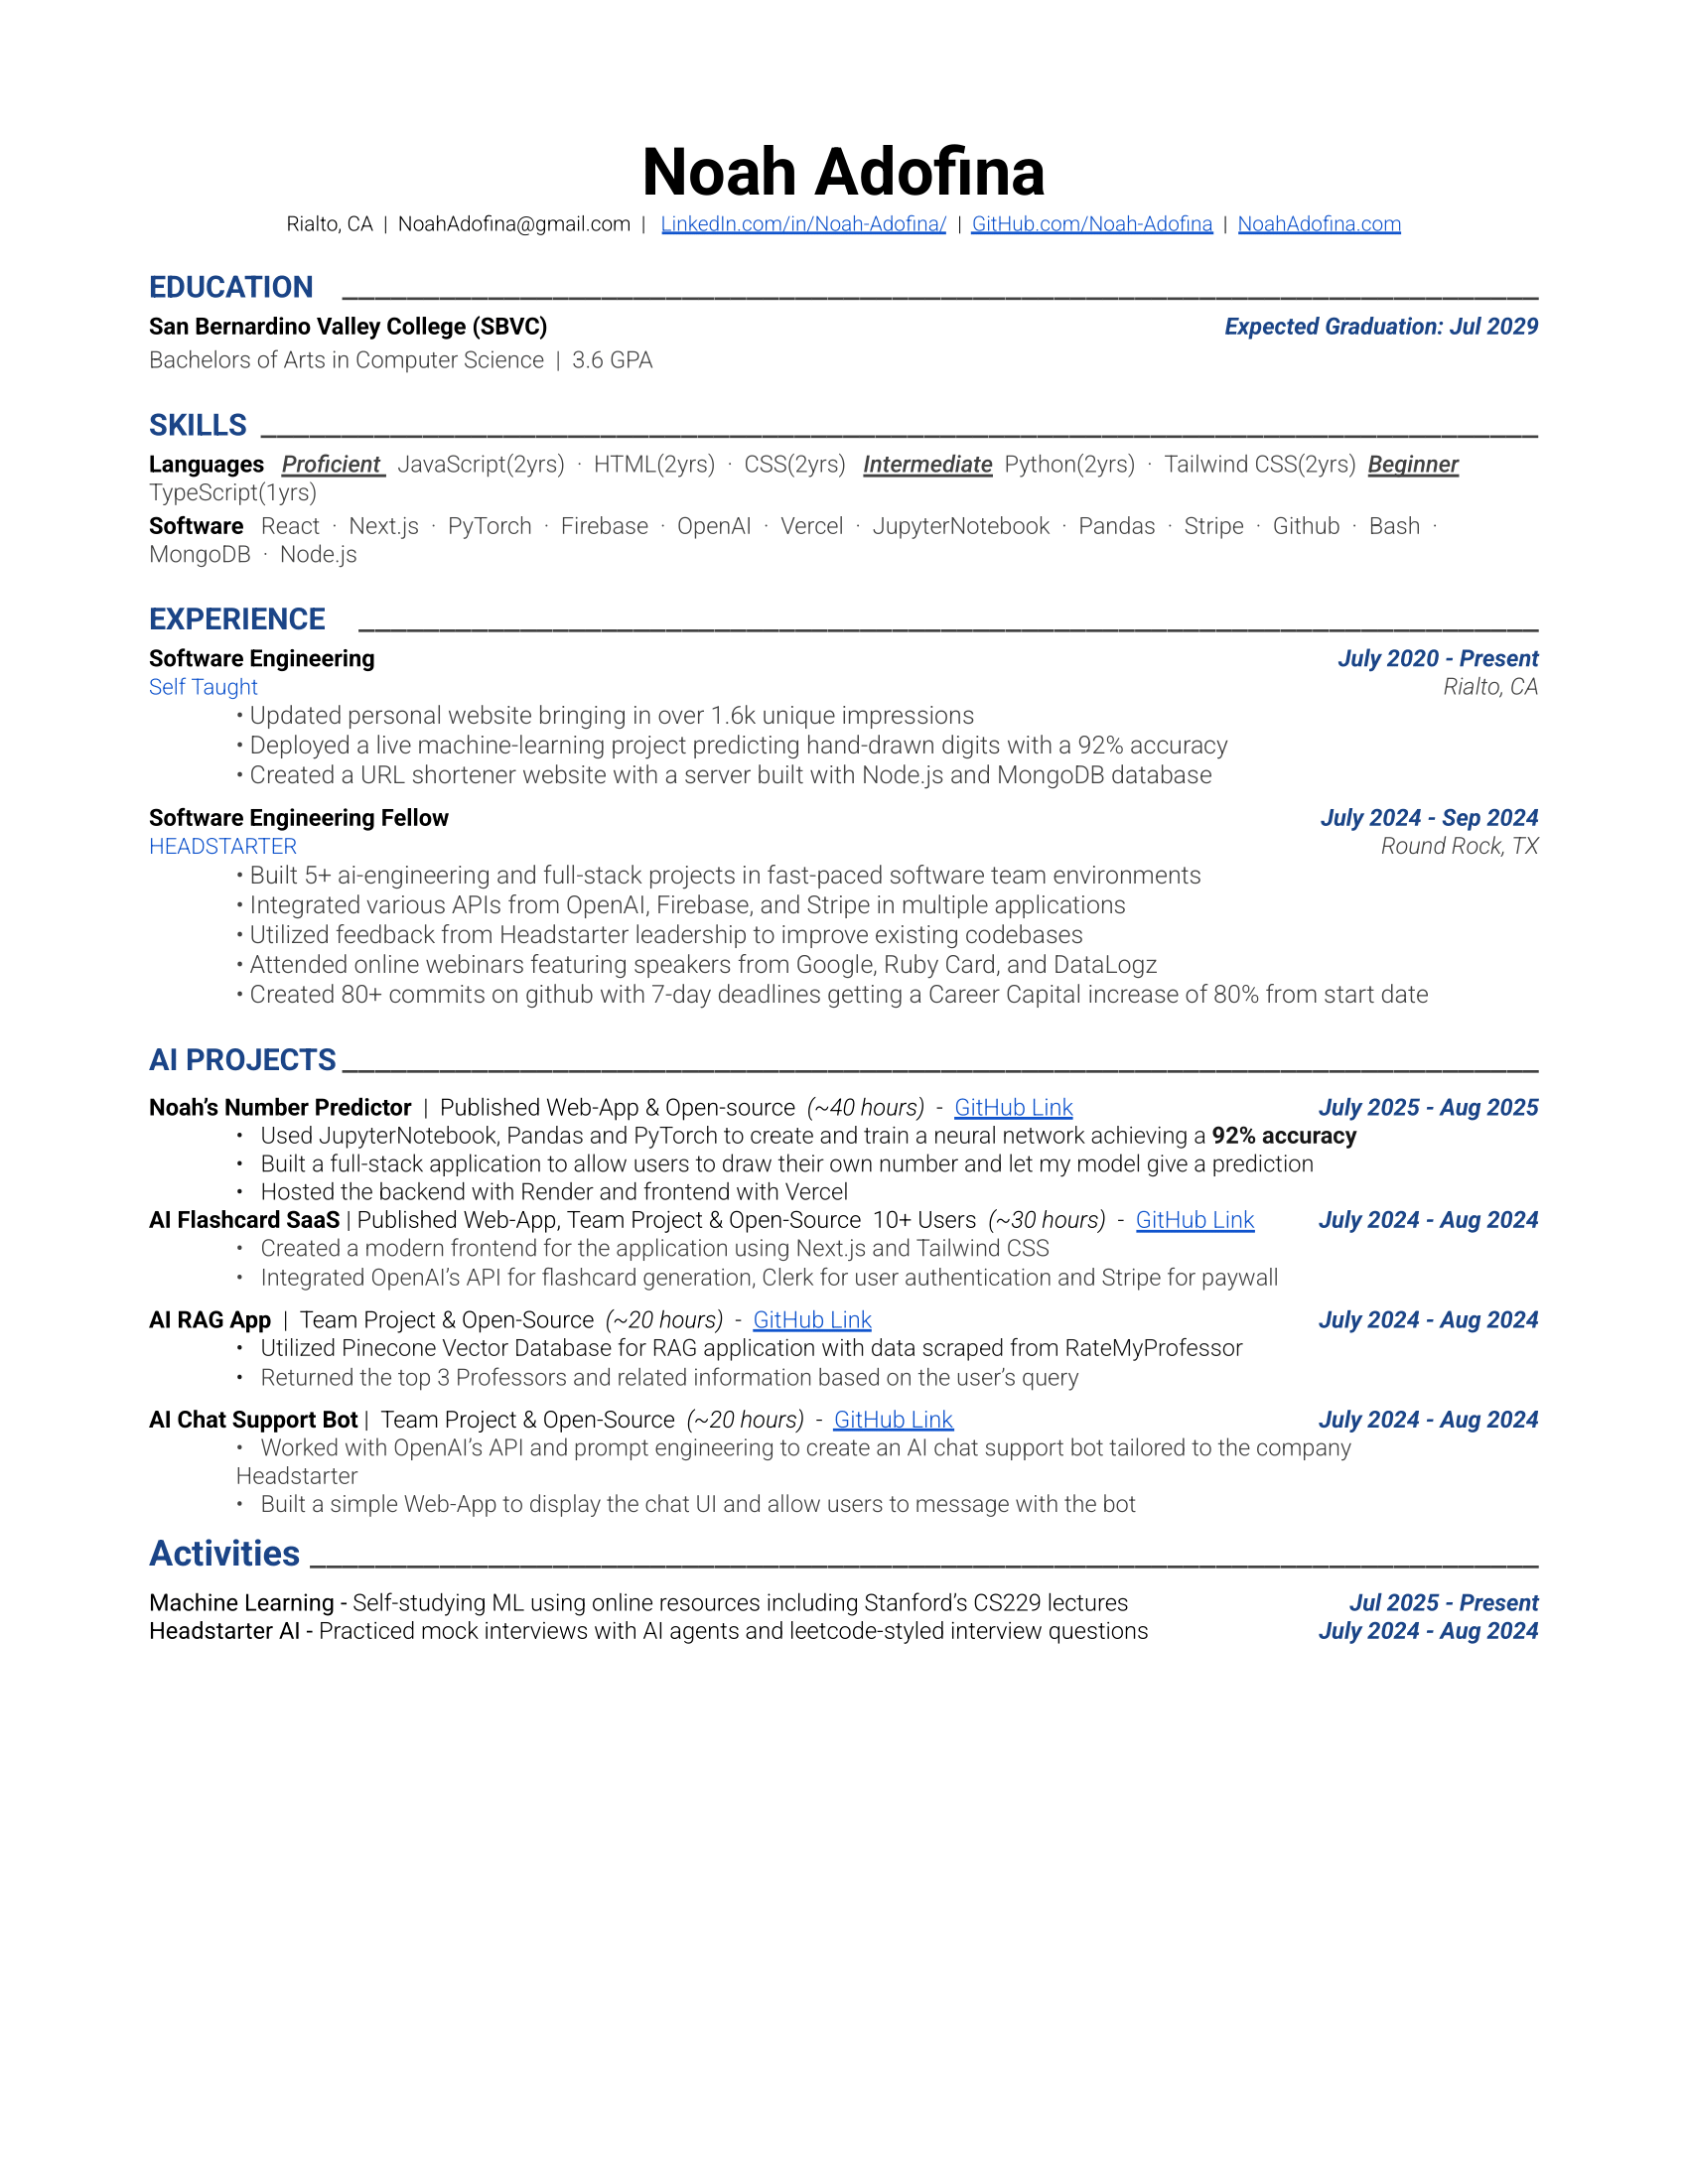 Noah Adofina
Rialto, CA | NoahAdofina@gmail.com | LinkedIn.com/in/Noah-Adofina/ | GitHub.com/Noah-Adofina | NoahAdofina.com
EDUCATION
San Bernardino Valley College (SBVC) Expected Graduation: Jul 2029
Bachelors of Arts in Computer Science | 3.6 GPA
SKILLS
Languages Proficient JavaScript(2yrs) · HTML(2yrs) · CSS(2yrs) Intermediate Python(2yrs) · Tailwind CSS(2yrs) Beginner
TypeScript(1yrs)
Software React · Next.js · PyTorch · Firebase · OpenAI · Vercel · JupyterNotebook · Pandas · Stripe · Github · Bash ·
MongoDB · Node.js
EXPERIENCE
Software Engineering July 2020 - Present
Self Taught Rialto, CA
• Updated personal website bringing in over 1.6k unique impressions
• Deployed a live machine-learning project predicting hand-drawn digits with a 92% accuracy
• Created a URL shortener website with a server built with Node.js and MongoDB database
Software Engineering Fellow July 2024 - Sep 2024
HEADSTARTER Round Rock, TX
• Built 5+ ai-engineering and full-stack projects in fast-paced software team environments
• Integrated various APIs from OpenAI, Firebase, and Stripe in multiple applications
• Utilized feedback from Headstarter leadership to improve existing codebases
• Attended online webinars featuring speakers from Google, Ruby Card, and DataLogz
• Created 80+ commits on github with 7-day deadlines getting a Career Capital increase of 80% from start date
AI PROJECTS
Noah's Number Predictor | Published Web-App & Open-source (~40 hours) - GitHub Link July 2025 - Aug 2025
• Used JupyterNotebook, Pandas and PyTorch to create and train a neural network achieving a 92% accuracy
• Built a full-stack application to allow users to draw their own number and let my model give a prediction
• Hosted the backend with Render and frontend with Vercel
AI Flashcard SaaS | Published Web-App, Team Project & Open-Source 10+ Users (~30 hours) - GitHub Link July 2024 - Aug 2024
• Created a modern frontend for the application using Next.js and Tailwind CSS
• Integrated OpenAI's API for flashcard generation, Clerk for user authentication and Stripe for paywall
AI RAG App | Team Project & Open-Source (~20 hours) - GitHub Link July 2024 - Aug 2024
• Utilized Pinecone Vector Database for RAG application with data scraped from RateMyProfessor
• Returned the top 3 Professors and related information based on the user's query
AI Chat Support Bot | Team Project & Open-Source (~20 hours) - GitHub Link July 2024 - Aug 2024
• Worked with OpenAI's API and prompt engineering to create an AI chat support bot tailored to the company
Headstarter
• Built a simple Web-App to display the chat UI and allow users to message with the bot
Activities
Machine Learning - Self-studying ML using online resources including Stanford's CS229 lectures Jul 2025 - Present
Headstarter AI - Practiced mock interviews with AI agents and leetcode-styled interview questions July 2024 - Aug 2024